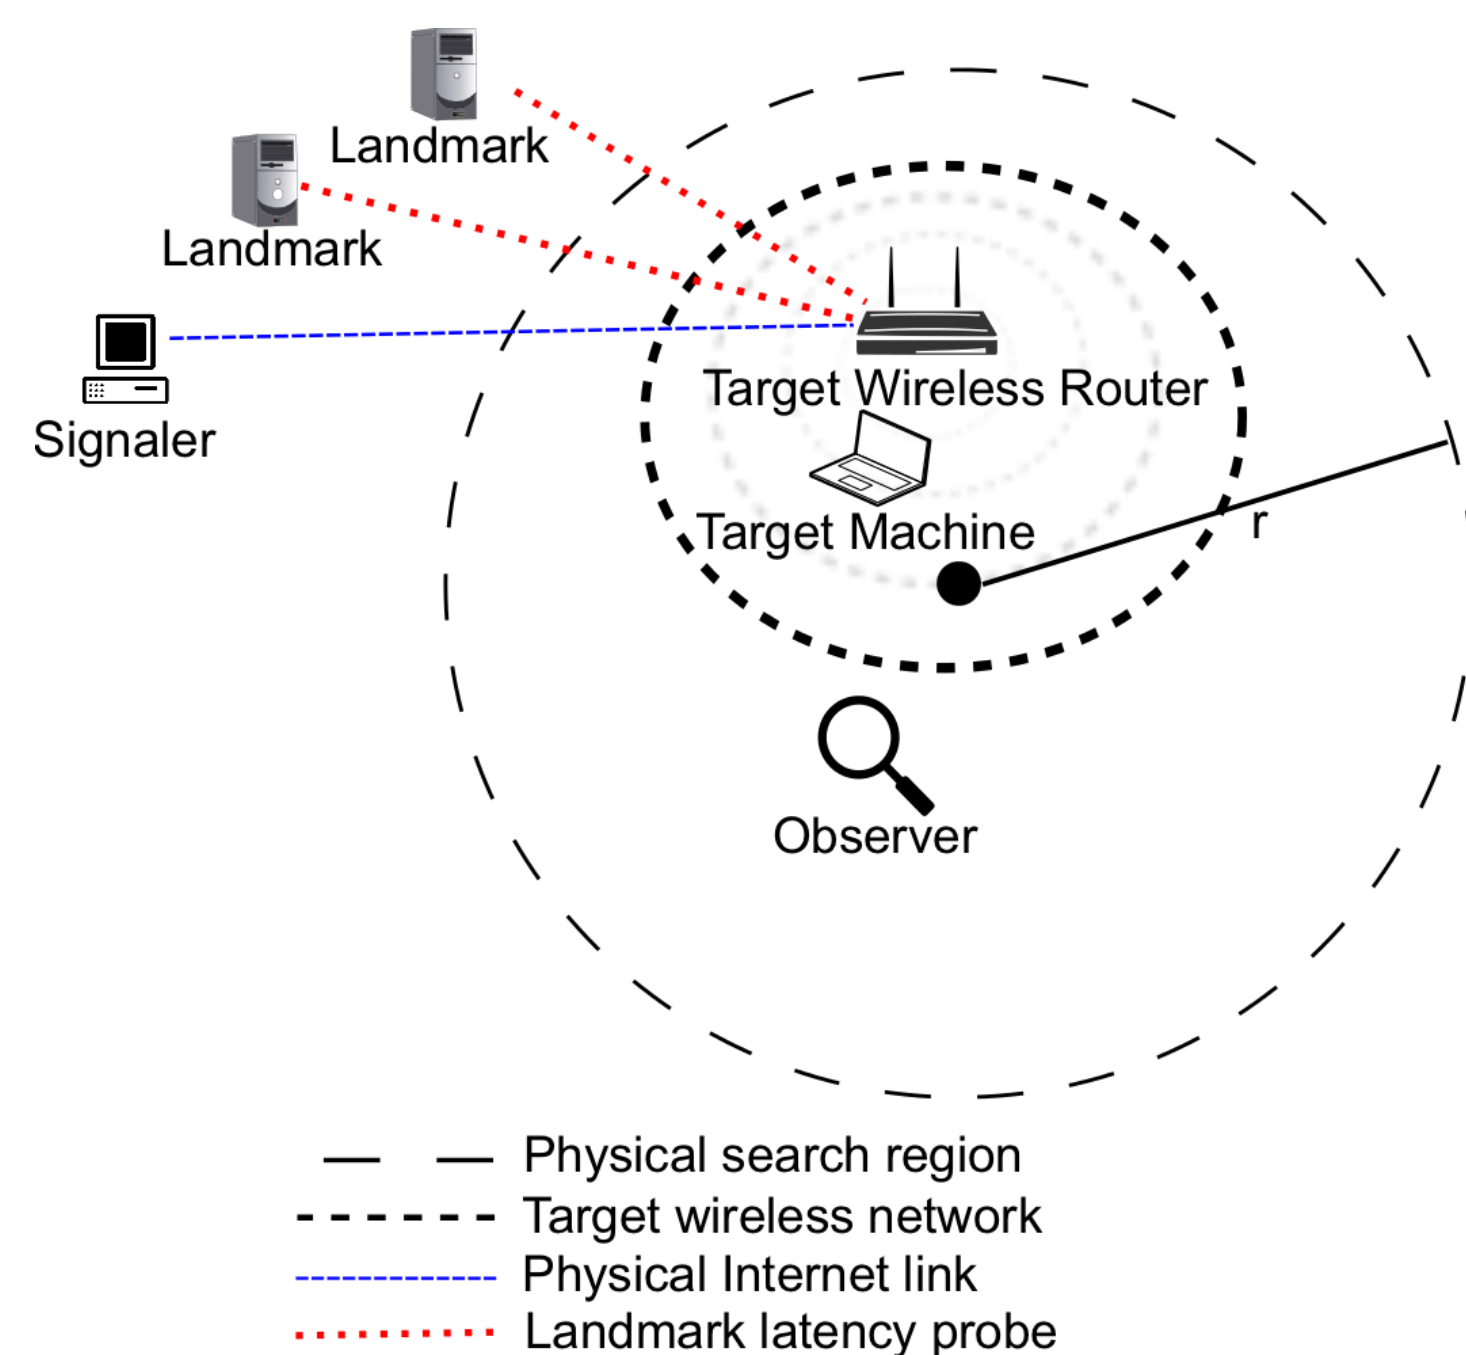 Landmark
Landmark
Signaler
Target Wireless Router
Target Machine
r
Observer
Physical search region
Target wireless network
Physical Internet link
Landmark latency probe